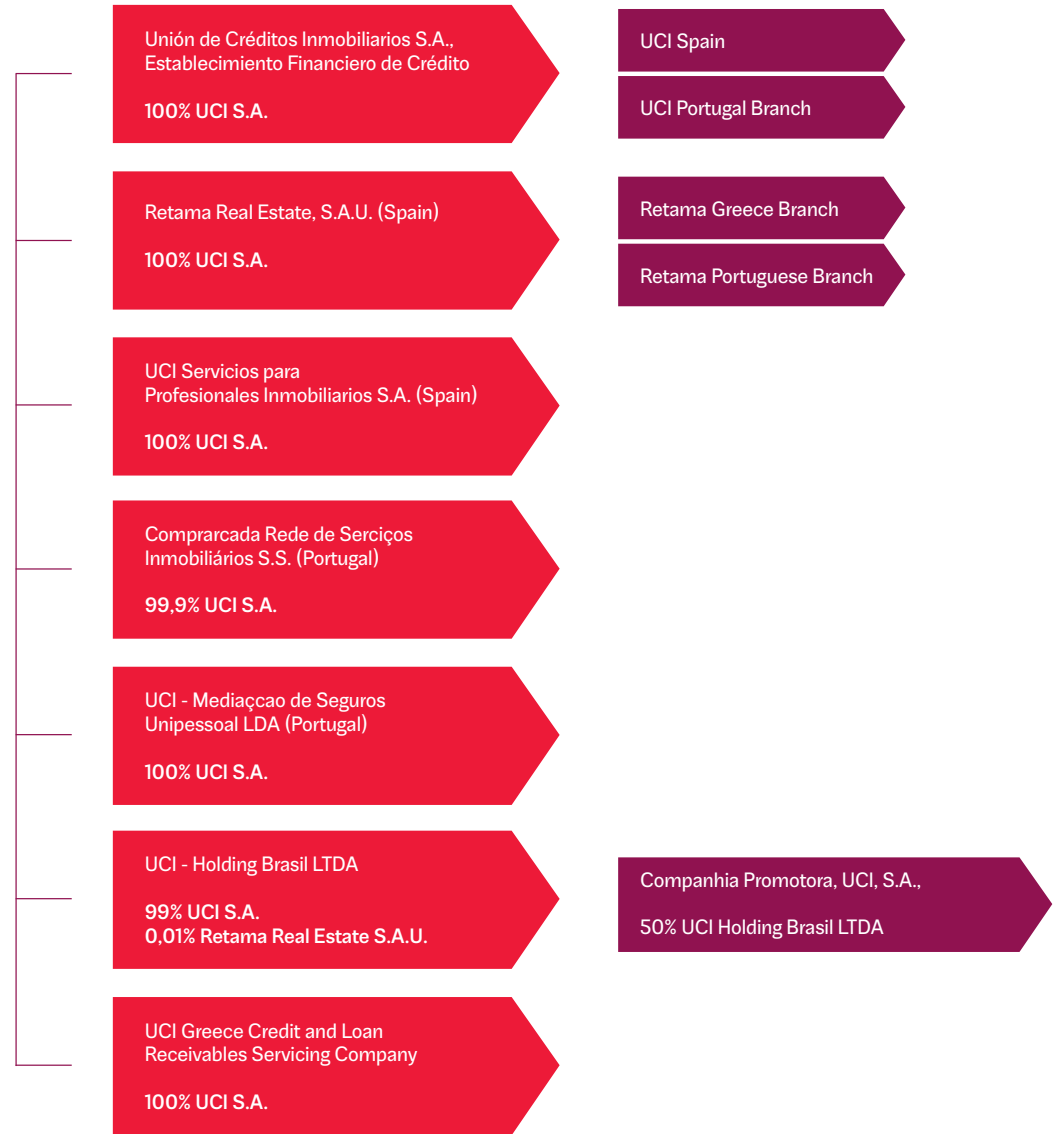 Unión de Créditos Inmobiliarios S.A.,
Establecimiento Financiero de Crédito
100% UCI S.A.
UCI Spain
UCI Portugal Branch
Retama Real Estate, S.A.U. (Spain)
100% UCI S.A.
Retama Greece Branch
Retama Portuguese Branch
UCI Servicios para
Profesionales Inmobiliarios S.A. (Spain)
100% UCI S.A.
Comprarcada Rede de Serciços
Inmobiliários S.S. (Portugal)
99,9% UCI S.A.
UCI - Mediaçcao de Seguros
Unipessoal LDA (Portugal)
100% UCI S.A.
UCI - Holding Brasil LTDA
99% UCI S.A.
0,01% Retama Real Estate S.A.U.
Companhia Promotora, UCI, S.A.,
50% UCI Holding Brasil LTDA
UCI Greece Credit and Loan
Receivables Servicing Company
100% UCI S.A.